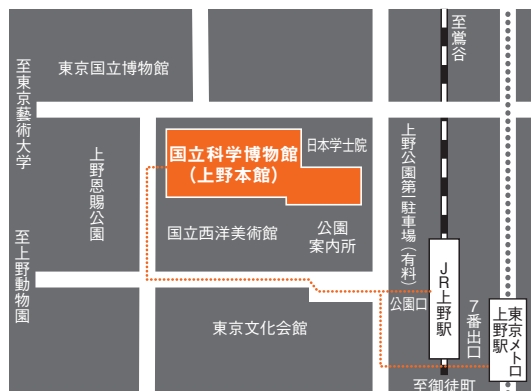 至鶯谷
東京国立博物館
至東京藝術大学
国立科学博物館
(上野本館)
日本学士院
上野恩賜公園
上野公園第一駐車場(有料)
国立西洋美術館
公園
案内所
至上野動物園
JR上野駅
公園口
7番出口
東京メトロ
上野駅
東京文化会館
至御徒町